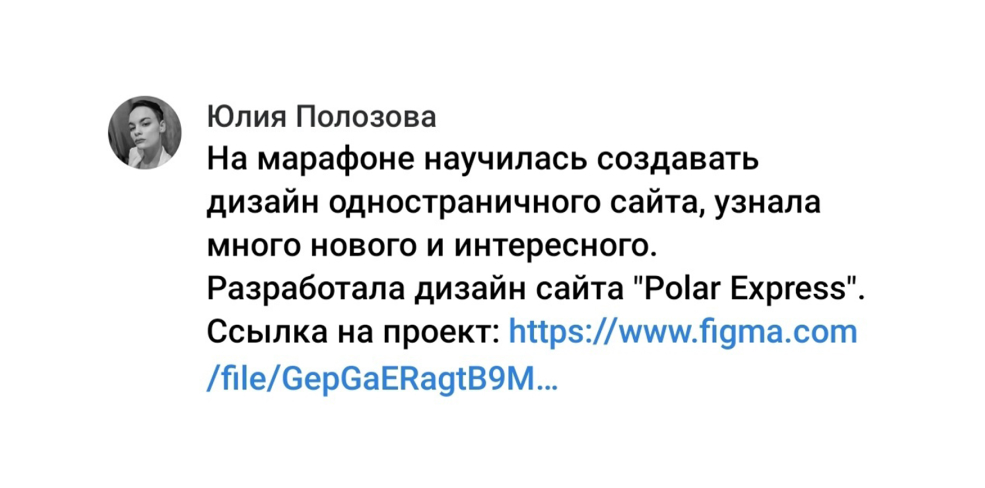 Юлия Полозова
На марафоне научилась создавать
дизайн одностраничного сайта, узнала
много нового и интересного.
Разработала дизайн сайта "Polar Express".
Ссылка на проект: https://www.figma.com
/file/GepGaERagtB9M...